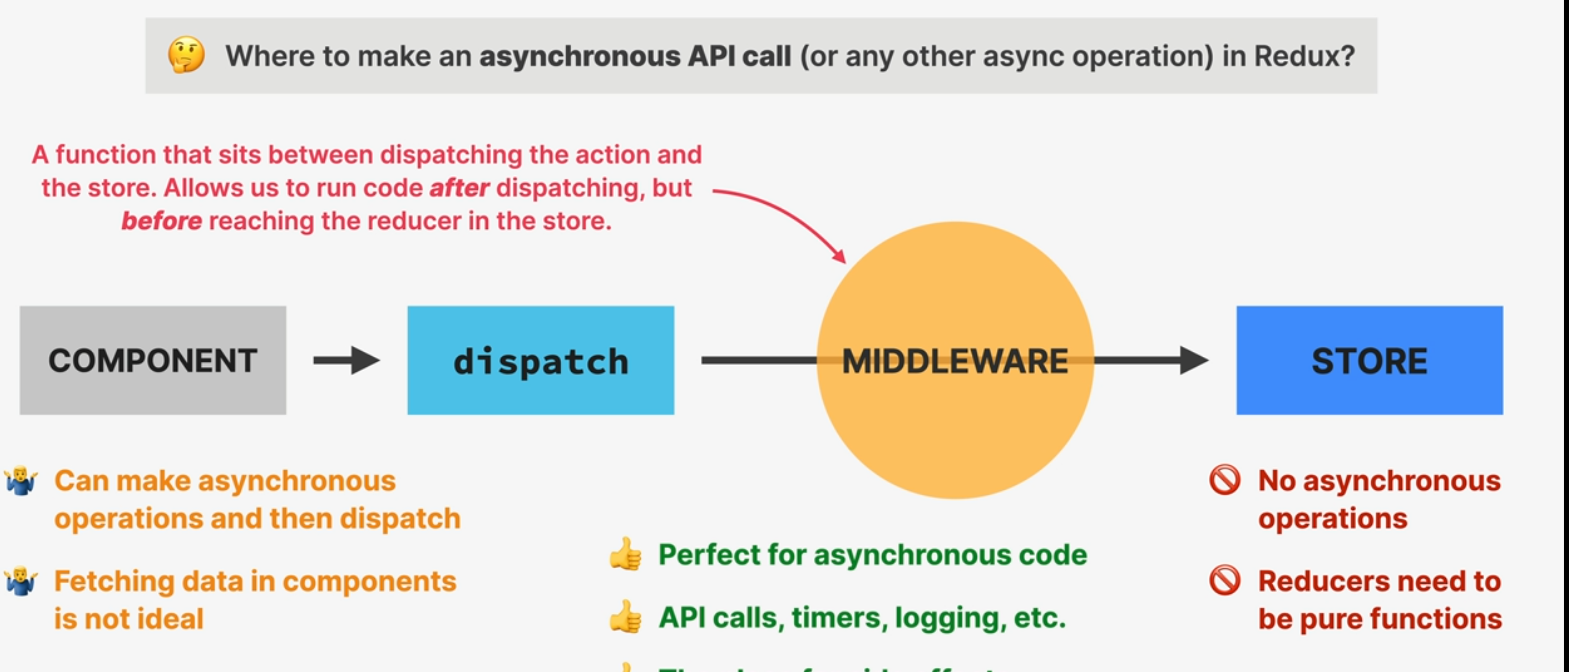 Where to make an asynchronous API call (or any other async operation) in Redux?
A function that sits between dispatching the action and
the store. Allows us to run code after dispatching, but
before reaching the reducer in the store.
COMPONENT
dispatch
MIDDLEWARE
STORE
Can make asynchronous
operations and then dispatch
Fetching data in components
is not ideal
Perfect for asynchronous code
API calls, timers, logging, etc.
No asynchronous
operations
Reducers need to
be pure functions